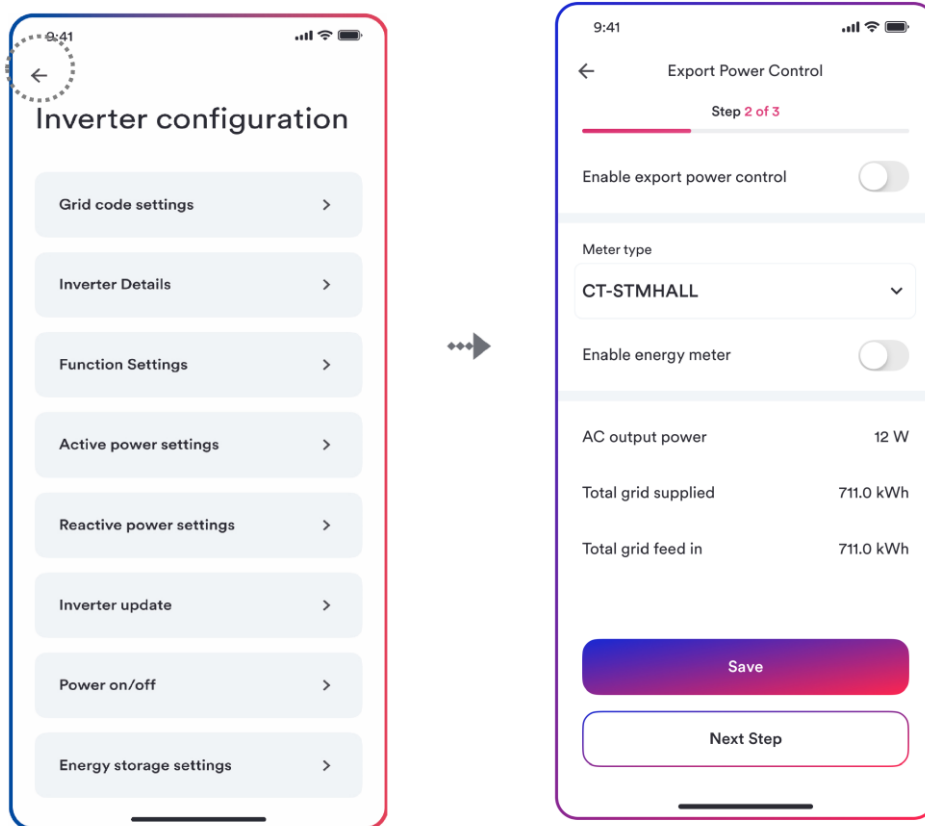 9:41
Inverter configuration
Grid code settings
Inverter Details
Function Settings
Active power settings
Reactive power settings
Inverter update
Power on/off
Energy storage settings
9:41
Export Power Control
Step 2 of 3
Enable export power control
Meter type
CT-STMHALL
Enable energy meter
AC output power 12 W
Total grid supplied 711.0 kWh
Total grid feed in 711.0 kWh
Save
Next Step